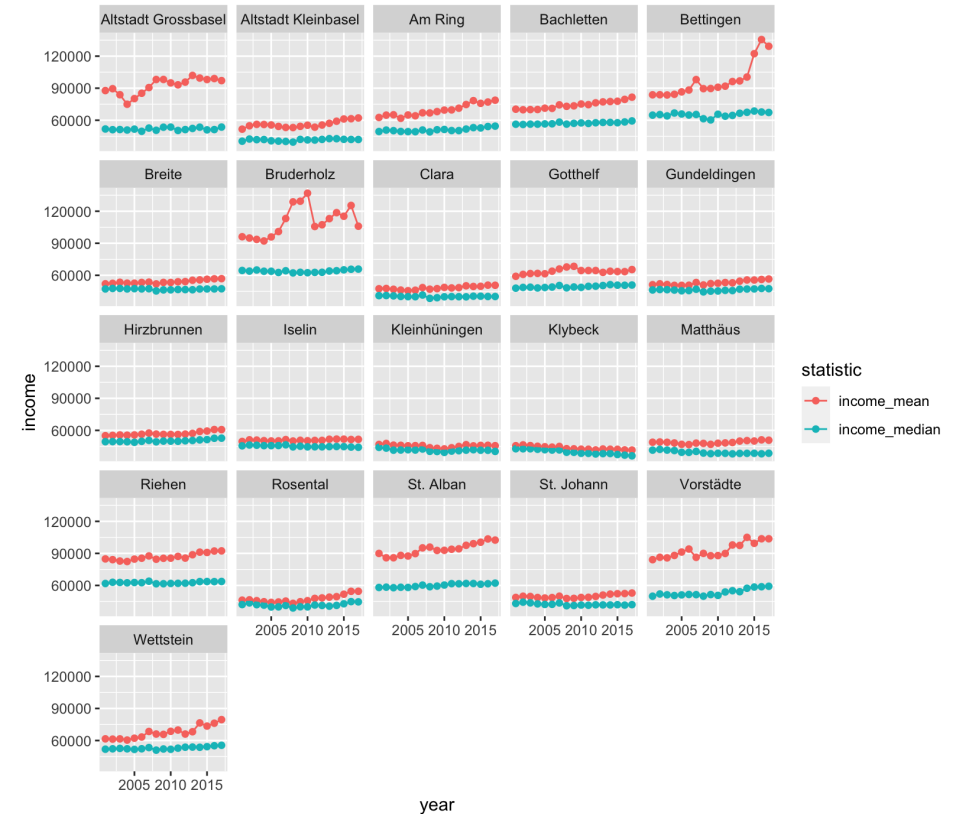 Altstadt Grossbasel Altstadt Kleinbasel Am Ring Bachletten Bettingen
120000
90000
60000
Breite Bruderholz Clara Gotthelf Gundeldingen
120000
90000
60000
Hirzbrunnen Iselin Kleinhüningen Klybeck Matthäus
120000
90000
60000
Riehen Rosental St. Alban St. Johann Vorstädte
120000
90000
60000
2005 2010 2015 2005 2010 2015 2005 2010 2015 2005 2010 2015
Wettstein
120000
90000
60000
2005 2010 2015
year
income
statistic
income_mean
income_median